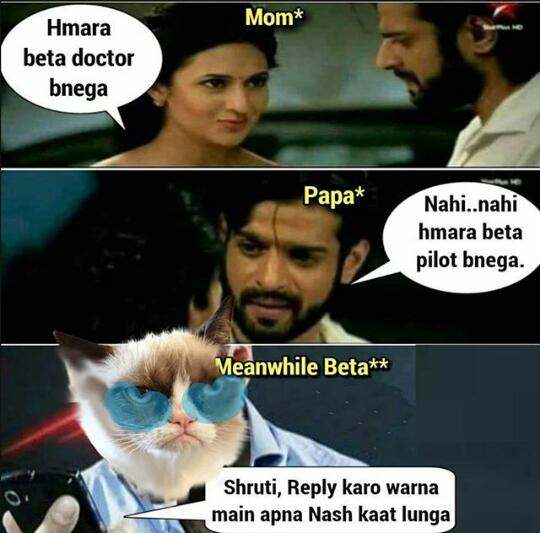 Mom*
Hmara
beta doctor
bnega
Papa*
Nahi..nahi
hmara beta
pilot bnega.
Meanwhile Beta**
Shruti, Reply karo warna
main apna Nash kaat lunga